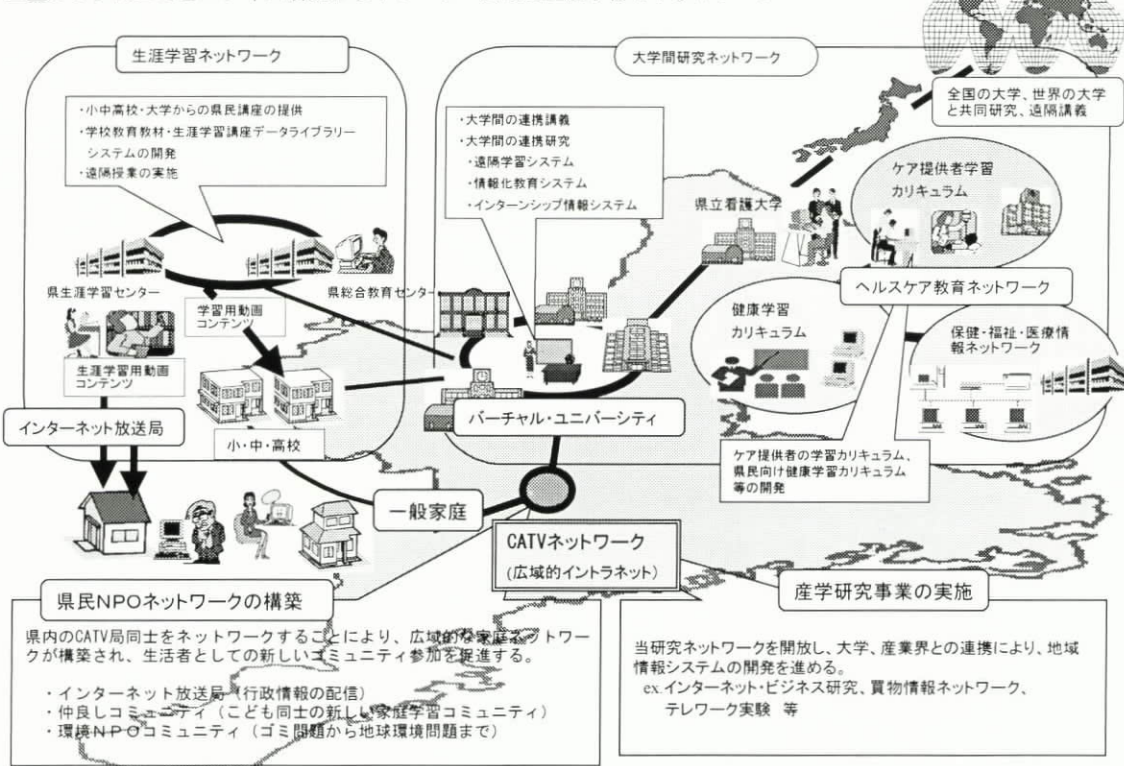 生涯学習ネットワーク
・小中高校・大学からの県民講座の提供
・学校教育教材・生涯学習講座データライブラリー
システムの開発
・遠隔授業の実施
県生涯学習センター
県総合教育センター
学習用動画
コンテンツ
生涯学習用動画
コンテンツ
インターネット放送局
小・中・高校
一般家庭
大学間研究ネットワーク
・大学間の連携講義
・大学間の連携研究
・遠隔学習システム
・情報化教育システム
・インターンシップ情報システム
全国の大学、世界の大学
と共同研究、遠隔講義
県立看護大学
ケア提供者学習
カリキュラム
ヘルスケア教育ネットワーク
健康学習
カリキュラム
保健・福祉・医療情
報ネットワーク
バーチャル・ユニバーシティ
ケア提供者の学習カリキュラム、
県民向け健康学習カリキュラム
等の開発
CATVネットワーク
(広域的イントラネット)
県民NPOネットワークの構築
県内のCATV局同士をネットワークすることにより、広域的な家庭ネットワー
クが構築され、生活者としての新しいコミュニティ参加を促進する。
・インターネット放送局（行政情報の配信）
・仲良しコミュニティ（こども同士の新しい家庭学習コミュニティ）
・環境NPOコミュニティ（ゴミ問題から地球環境問題まで）
産学研究事業の実施
当研究ネットワークを開放し、大学、産業界との連携により、地域
情報システムの開発を進める。
ex.インターネット・ビジネス研究、買物情報ネットワーク、
テレワーク実験 等